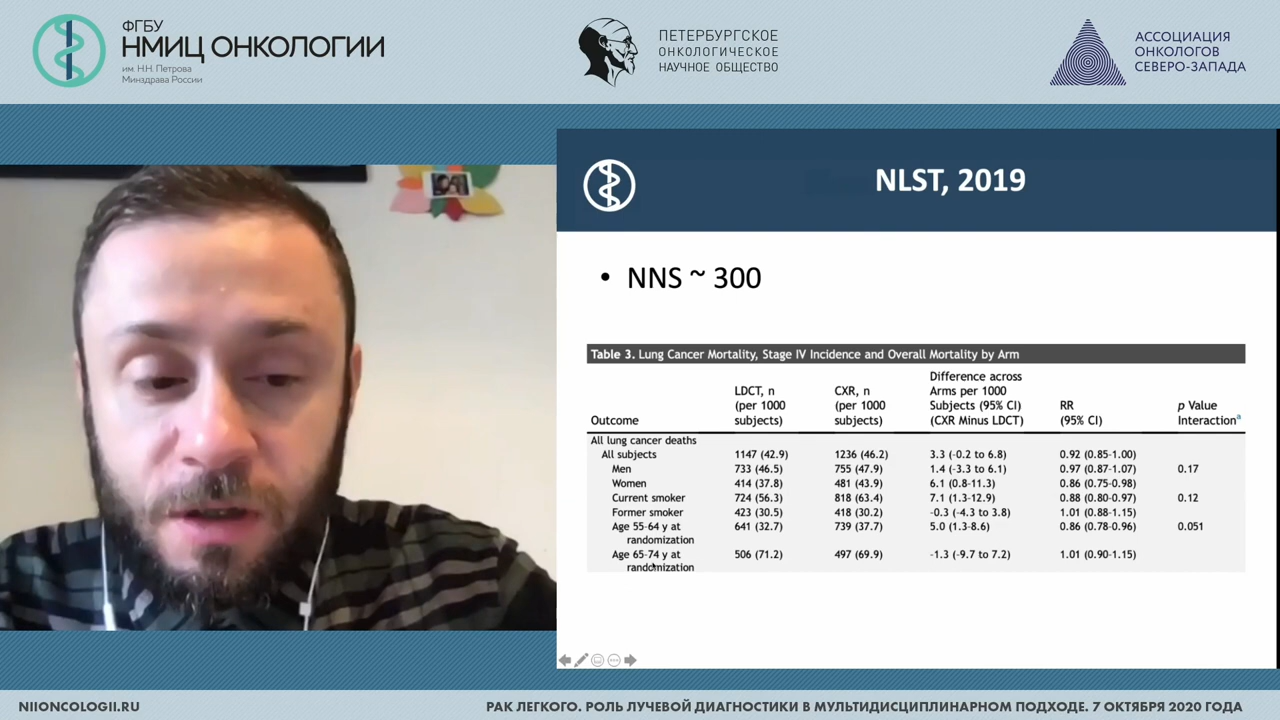 ФГБУ
НМИЦ ОНКОЛОГИИ
им. Н.Н. Петрова
Минздрава России
ПЕТЕРБУРГСКОЕ
ОНКОЛОГИЧЕСКОЕ
НАУЧНОЕ ОБЩЕСТВО
АССОЦИАЦИЯ
ОНКОЛОГОВ
СЕВЕРО-ЗАПАДА
NLST, 2019
• NNS ~ 300
Table 3. Lung Cancer Mortality, Stage IV Incidence and Overall Mortality by Arm
Outcome LDCT, n (per 1000 subjects) CXR, n (per 1000 subjects) Difference across Arms per 1000 Subjects (95% CI) (CXR Minus LDCT) RR (95% CI) p Value Interactionᵃ
All lung cancer deaths
All subjects 1147 (42.9) 1236 (46.2) 3.3 (-0.2 to 6.8) 0.92 (0.85-1.00)
Men 733 (46.5) 755 (47.9) 1.4 (-3.3 to 6.1) 0.97 (0.87-1.07) 0.17
Women 414 (37.8) 481 (43.9) 6.1 (0.8-11.3) 0.86 (0.75-0.98)
Current smoker 724 (56.3) 818 (63.4) 7.1 (1.3-12.9) 0.88 (0.80-0.97) 0.12
Former smoker 423 (30.5) 418 (30.2) -0.3 (-4.3 to 3.8) 1.01 (0.88-1.15)
Age 55-64 y at randomization 641 (32.7) 739 (37.7) 5.0 (1.3-8.6) 0.86 (0.78-0.96) 0.051
Age 65-74 y at randomization 506 (71.2) 497 (69.9) -1.3 (-9.7 to 7.2) 1.01 (0.90-1.15)
NIIONCOLOGII.RU
РАК ЛЕГКОГО. РОЛЬ ЛУЧЕВОЙ ДИАГНОСТИКИ В МУЛЬТИДИСЦИПЛИНАРНОМ ПОДХОДЕ. 7 ОКТЯБРЯ 2020 ГОДА